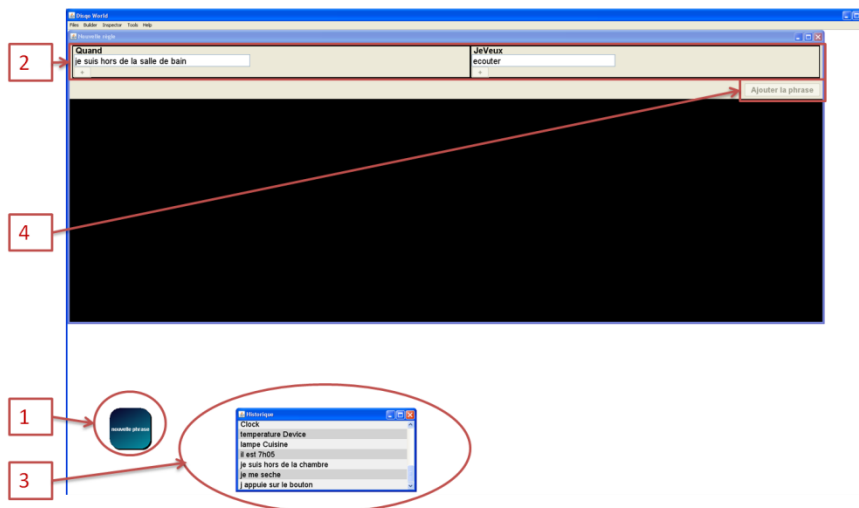 Disqo World
Files Builder Inspector Tools Help
Nouvelle regle
Quand
JeVeux
2
je suis hors de la salle de bain
ecouter
+
+
Ajouter la phrase
4
1
nouvelle phrase
Historique
Clock
temperature Device
lampe Cuisine
il est 7h05
je suis hors de la chambre
3
je me seche
j appuie sur le bouton